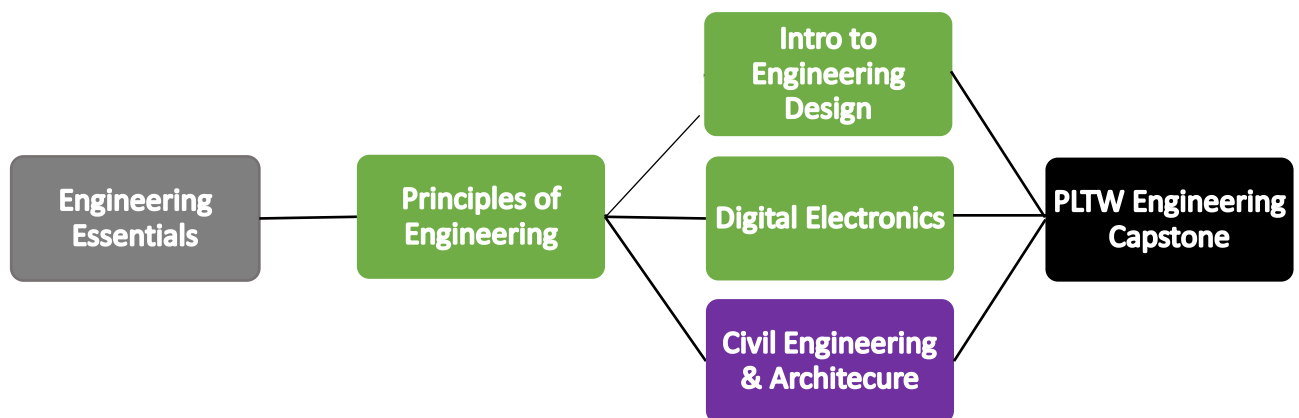 Engineering
Essentials
Principles of
Engineering
Intro to
Engineering
Design
Digital Electronics
Civil Engineering
& Architecure
PLTW Engineering
Capstone